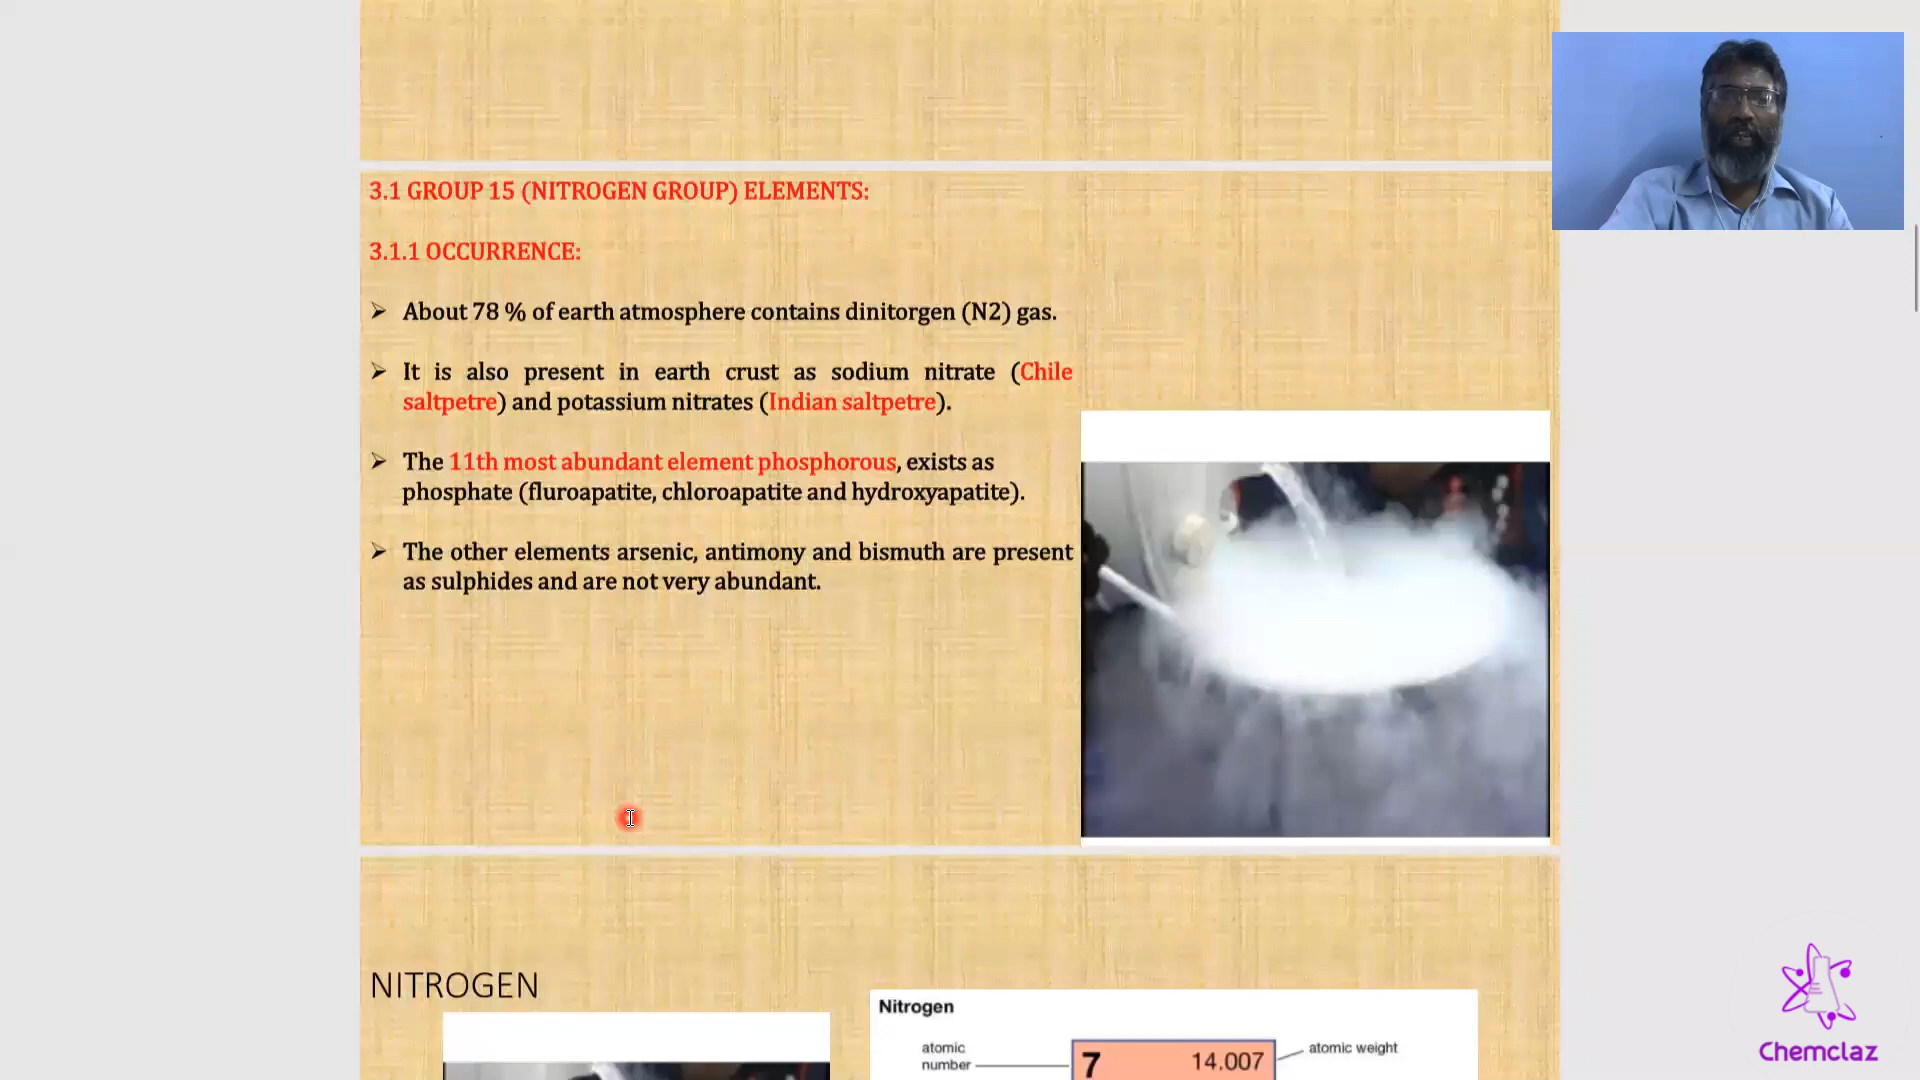 3.1 GROUP 15 (NITROGEN GROUP) ELEMENTS:
3.1.1 OCCURRENCE:
➢ About 78 % of earth atmosphere contains dinitorgen (N2) gas.
➢ It is also present in earth crust as sodium nitrate (Chile
saltpetre) and potassium nitrates (Indian saltpetre).
➢ The 11th most abundant element phosphorous, exists as
phosphate (fluroapatite, chloroapatite and hydroxyapatite).
➢ The other elements arsenic, antimony and bismuth are present
as sulphides and are not very abundant.
NITROGEN
Nitrogen
atomic
number
7
14.007
atomic weight
Chemclaz